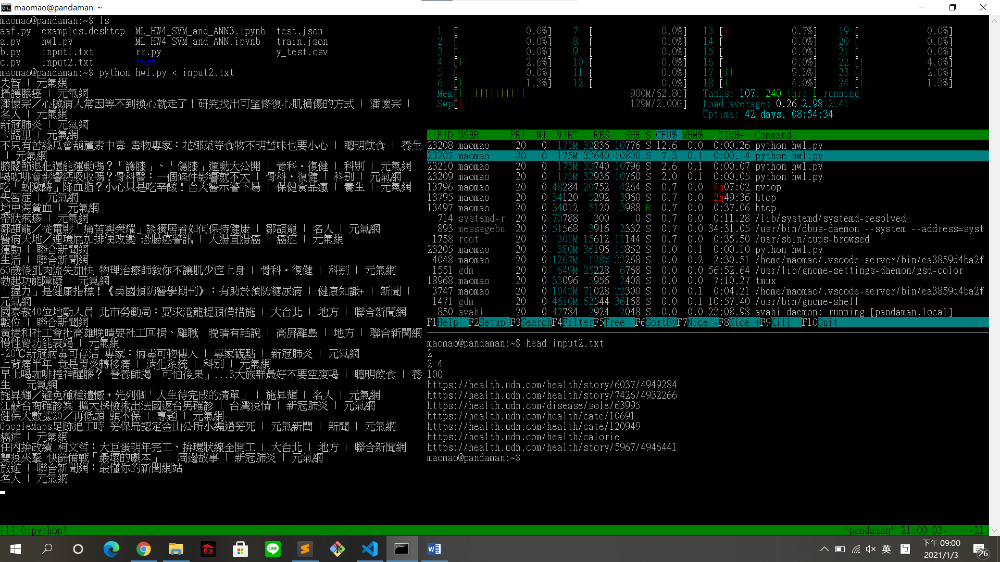 maomao@pandaman: ~
maomao@pandaman:~$ ls
aaf.py  examples.desktop  ML_HW4_SVM_and_ANN3.ipynb  test.json
a.py    hw1.py            ML_HW4_SVM_and_ANN.ipynb   train.json
b.py    input1.txt        rr.py                      y_test.csv
c.py    input2.txt        test
maomao@pandaman:~$ python hw1.py < input2.txt
失智 | 元氣網
攝護腺癌 | 元氣網
潘懷宗／心臟病人常因等不到換心就走了！研究找出可望修復心肌損傷的方式 | 潘懷宗 |
名人 | 元氣網
新冠肺炎 | 元氣網
卡路里 | 元氣網
不只有苦絲瓜會葫蘆素中毒 毒物專家：花椰菜等食物不明苦味也要小心 | 聰明飲食 | 養生
| 元氣網
膝關節退化還能運動嗎？「護膝」、「傷膝」運動大公開 | 骨科・復健 | 科別 | 元氣網
喝咖啡會影響鈣吸收嗎？骨科醫：一個條件影響就不大 | 骨科・復健 | 科別 | 元氣網
吃「蚓激酶」降血脂？小心只是吃辛酸！台大醫示警下場 | 保健食品瘋 | 養生 | 元氣網
失智症 | 元氣網
地中海貧血 | 元氣網
帶狀疱疹 | 元氣網
鄒頡龍／從電影「痛苦與榮耀」談獨居者如何保持健康 | 鄒頡龍 | 名人 | 元氣網
醫病天地／連環屁加排便改變 恐腸癌警訊 | 大腸直腸癌 | 癌症 | 元氣網
運動 | 聯合新聞網
生活 | 聯合新聞網
60歲後肌肉流失加快 物理治療師教你不讓肌少症上身 | 骨科・復健 | 科別 | 元氣網
勃起功能障礙 | 元氣網
「握力」是健康指標！《美國預防醫學期刊》：有助於預防糖尿病 | 健康知識+ | 新聞 |
元氣網
國泰裁40位地勤人員 北市勞動局：要求港龍提預備措施 | 大台北 | 地方 | 聯合新聞網
數位 | 聯合新聞網
黃捷和社工會批高雄晚晴要社工回捐、離職　晚晴有話說 | 高屏離島 | 地方 | 聯合新聞網
慢性腎功能衰竭 | 元氣網
-20℃新冠病毒可存活 專家：病毒可物傳人 | 專家觀點 | 新冠肺炎 | 元氣網
上背痛半年 竟是胃炎轉移痛 | 消化系統 | 科別 | 元氣網
早上喝咖啡提神醒腦？ 營養師揭「可怕後果」...3大族群最好不要空腹喝 | 聰明飲食 | 養
生 | 元氣網
施昇輝／避免種種遺憾，先列個「人生待完成的清單」 | 施昇輝 | 名人 | 元氣網
江蘇台商確診案 擴大採檢揪出法國返台男確診 | 台灣疫情 | 新冠肺炎 | 元氣網
健保大數據20／再低頭 頸不保 | 專題 | 元氣網
GoogleMaps足跡追工時 勞保局認定金山公所小編過勞死 | 元氣新聞 | 新聞 | 元氣網
癌症 | 元氣網
任內拚政績 柯文哲：大巨蛋明年完工、拚環狀線全開工 | 大台北 | 地方 | 聯合新聞網
雙疫夾擊 快篩備戰「最壞的劇本」 | 周邊故事 | 新冠肺炎 | 元氣網
旅遊 | 聯合新聞網：最懂你的新聞網站
名人 | 元氣網
1 [ 0.0%] 7 [ 0.0%] 13 [| 0.7%] 19 [ 0.0%]
2 [ 0.0%] 8 [ 0.0%] 14 [ 0.0%] 20 [ 0.0%]
3 [ 0.0%] 9 [ 0.0%] 15 [ 0.0%] 21 [ 0.0%]
4 [|| 2.6%] 10 [ 0.0%] 16 [ 0.0%] 22 [| 4.0%]
5 [ 0.0%] 11 [ 0.0%] 17 [|| 9.3%] 23 [| 2.0%]
6 [| 1.3%] 12 [ 0.0%] 18 [| 4.0%] 24 [|| 1.3%]
Mem[||||||||||||| 900M/62.8G] Tasks: 107, 240 thr; 1 running
Swp[||| 129M/2.00G] Load average: 0.26 2.98 2.41
Uptime: 42 days, 08:54:34
PID USER PRI NI VIRT RES SHR S CPU% MEM% TIME+ Command
23208 maomao 20 0 175M 32836 10776 S 12.6 0.0 0:00.26 python hw1.py
23207 maomao 20 0 175M 33640 10800 S 7.3 0.1 0:00.14 python hw1.py
23210 maomao 20 0 175M 33740 10796 S 2.6 0.1 0:00.07 python hw1.py
23209 maomao 20 0 175M 32936 10760 S 2.0 0.1 0:00.05 python hw1.py
13796 maomao 20 0 48284 20752 4264 S 0.7 0.0 4h07:02 nvtop
13795 maomao 20 0 34120 5292 3960 S 0.7 0.0 2h49:36 htop
13497 maomao 20 0 34012 5120 3988 R 0.7 0.0 0:37.06 htop
714 systemd-r 20 0 70788 300 0 S 0.7 0.0 0:11.28 /lib/systemd/systemd-resolved
893 messagebu 20 0 51568 3916 2332 S 0.7 0.0 34:31.05 /usr/bin/dbus-daemon --system --address=syst
1758 root 20 0 301M 15612 11144 S 0.7 0.0 0:35.50 /usr/sbin/cups-browsed
23205 maomao 20 0 380M 36196 15852 S 0.0 0.1 0:00.10 python hw1.py
4048 maomao 20 0 1267M 128M 33268 S 0.0 0.2 2:30.51 /home/maomao/.vscode-server/bin/ea3859d4ba2f
1551 gdm 20 0 649M 25228 6768 S 0.0 0.0 56:52.64 /usr/lib/gnome-settings-daemon/gsd-color
18968 maomao 20 0 33096 5956 2408 S 0.0 0.0 7:10.27 tmux
3747 maomao 20 0 1043M 71028 32300 S 0.0 0.1 0:04.21 /home/maomao/.vscode-server/bin/ea3859d4ba2f
1471 gdm 20 0 4610M 62544 36168 S 0.0 0.1 10:57.40 /usr/bin/gnome-shell
850 avahi 20 0 47784 2924 2048 S 0.0 0.0 23:08.98 avahi-daemon: running [pandaman.local]
F1Help F2Setup F3SearchF4FilterF5Tree F6SortByF7Nice -F8Nice +F9Kill F10Quit
maomao@pandaman:~$ head input2.txt
2
2 4
100
https://health.udn.com/health/story/6037/4949284
https://health.udn.com/health/story/7426/4932266
https://health.udn.com/disease/sole/63995
https://health.udn.com/health/cate/10691
https://health.udn.com/health/cate/120949
https://health.udn.com/health/calorie
https://health.udn.com/health/story/5967/4946441
maomao@pandaman:~$
[1] 0:python* "pandaman" 21:00 03- 一 -21
英 下午 09:00
2021/1/3
26